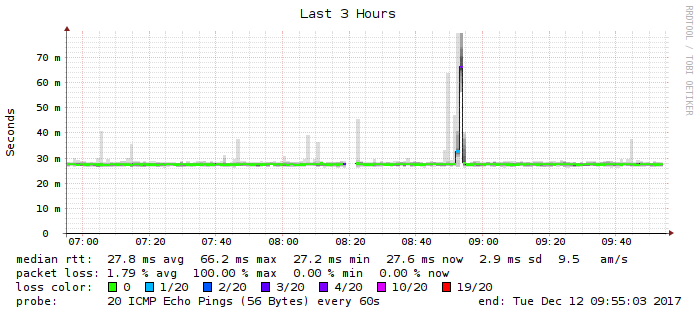 Last 3 Hours
RRDTOOL / TOBI OETIKER
Seconds
70 m
60 m
50 m
40 m
30 m
20 m
10 m
0
07:00 07:20 07:40 08:00 08:20 08:40 09:00 09:20 09:40
median rtt: 27.8 ms avg 66.2 ms max 27.2 ms min 27.6 ms now 2.9 ms sd 9.5 am/s
packet loss: 1.79 % avg 100.00 % max 0.00 % min 0.00 % now
loss color: 0 1/20 2/20 3/20 4/20 10/20 19/20
probe: 20 ICMP Echo Pings (56 Bytes) every 60s end: Tue Dec 12 09:55:03 2017